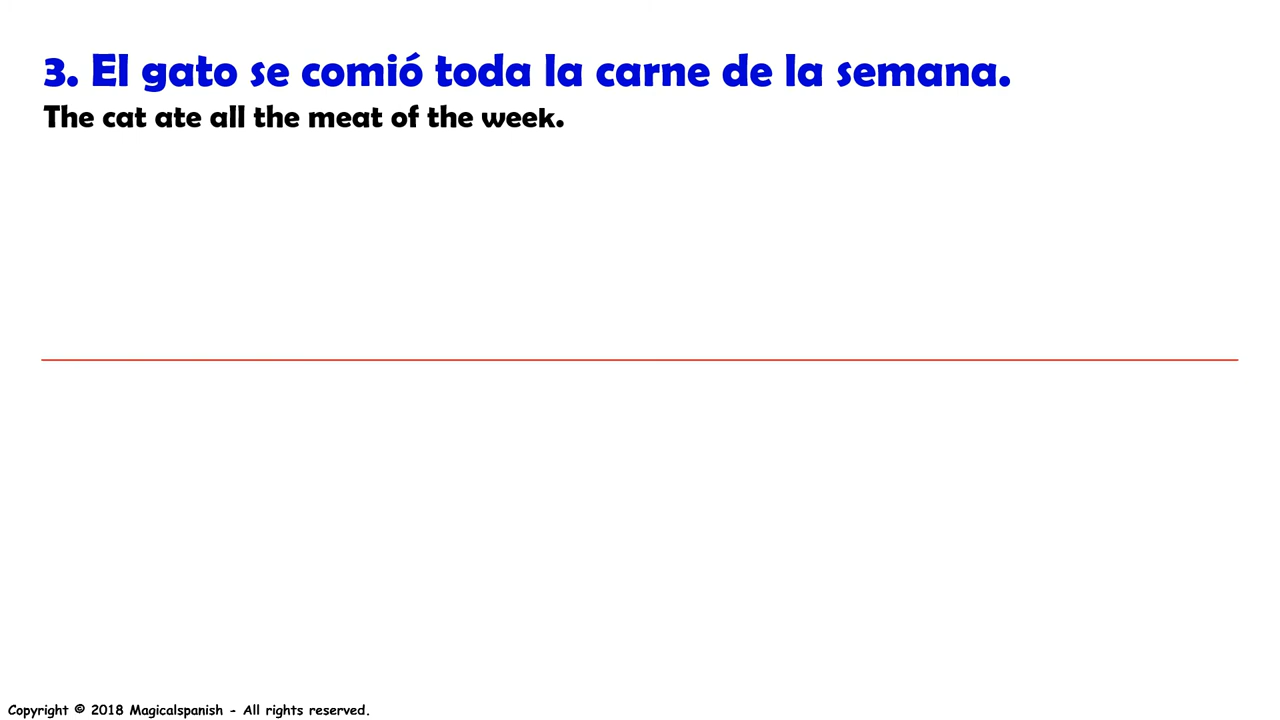 3. El gato se comió toda la carne de la semana.
The cat ate all the meat of the week.
Copyright © 2018 Magicalspanish - All rights reserved.